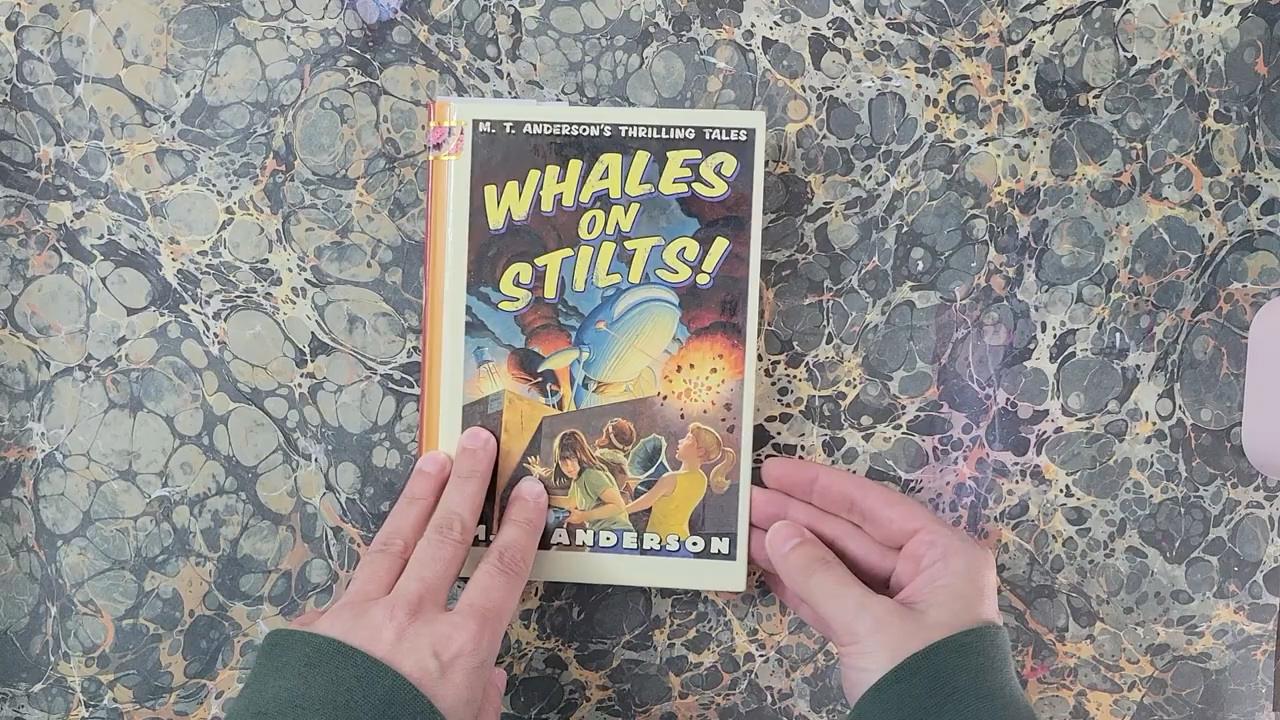 M. T. ANDERSON'S THRILLING TALES
WHALES
ON
STILTS!
M. ANDERSON